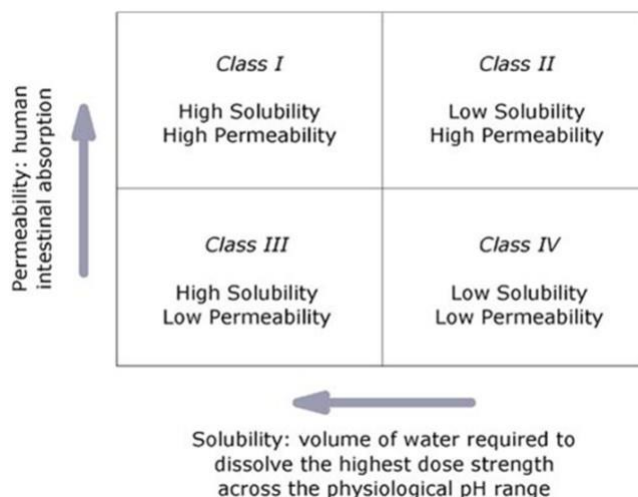 Permeability: human
intestinal absorption
Class I
High Solubility
High Permeability
Class II
Low Solubility
High Permeability
Class III
High Solubility
Low Permeability
Class IV
Low Solubility
Low Permeability
Solubility: volume of water required to
dissolve the highest dose strength
across the physiological pH range